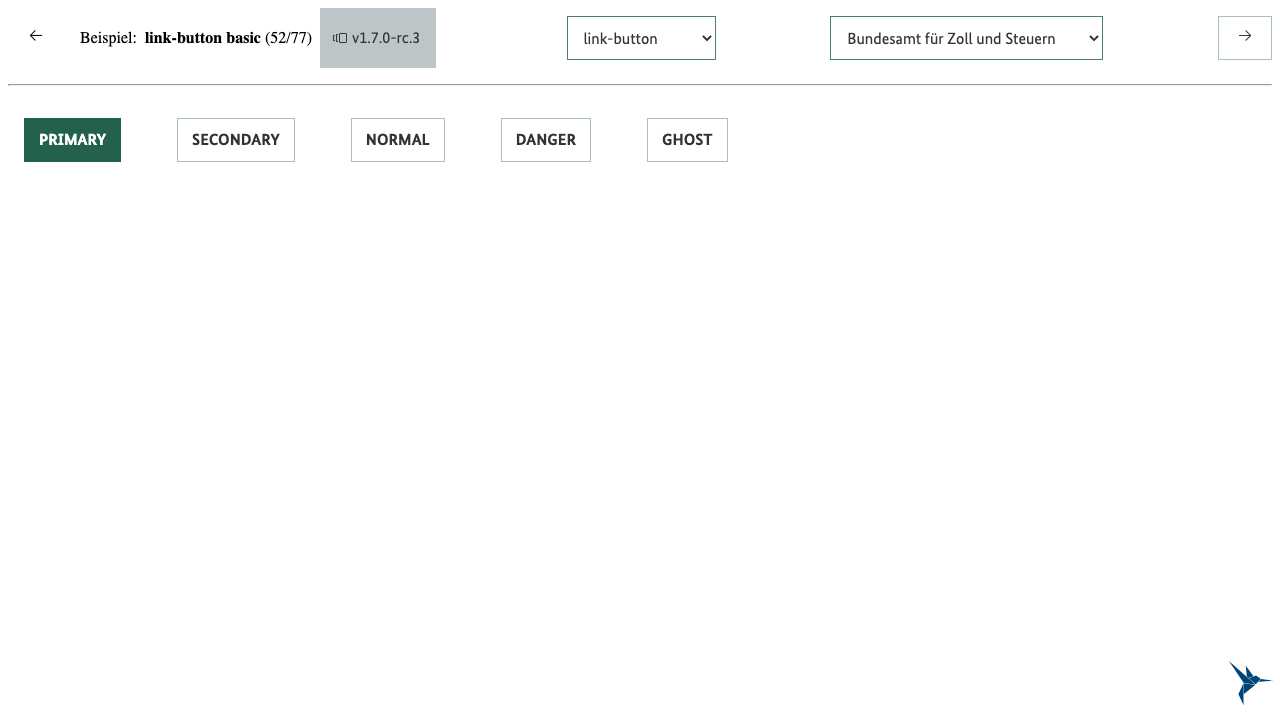 Beispiel: link-button basic (52/77) v1.7.0-rc.3 link-button Bundesamt für Zoll und Steuern
PRIMARY SECONDARY NORMAL DANGER GHOST